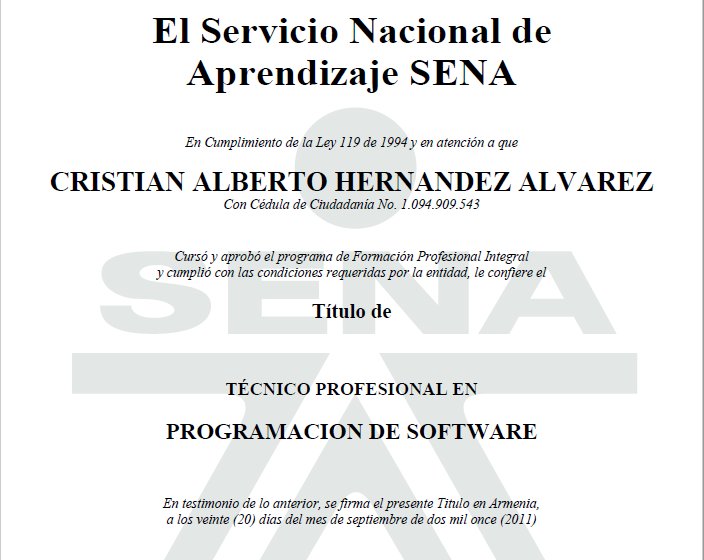 El Servicio Nacional de
Aprendizaje SENA
En Cumplimiento de la Ley 119 de 1994 y en atención a que
CRISTIAN ALBERTO HERNANDEZ ALVAREZ
Con Cédula de Ciudadanía No. 1.094.909.543
SENA
Cursó y aprobó el programa de Formación Profesional Integral
y cumplió con las condiciones requeridas por la entidad, le confiere el
Título de
TÉCNICO PROFESIONAL EN
PROGRAMACION DE SOFTWARE
En testimonio de lo anterior, se firma el presente Título en Armenia,
a los veinte (20) días del mes de septiembre de dos mil once (2011)